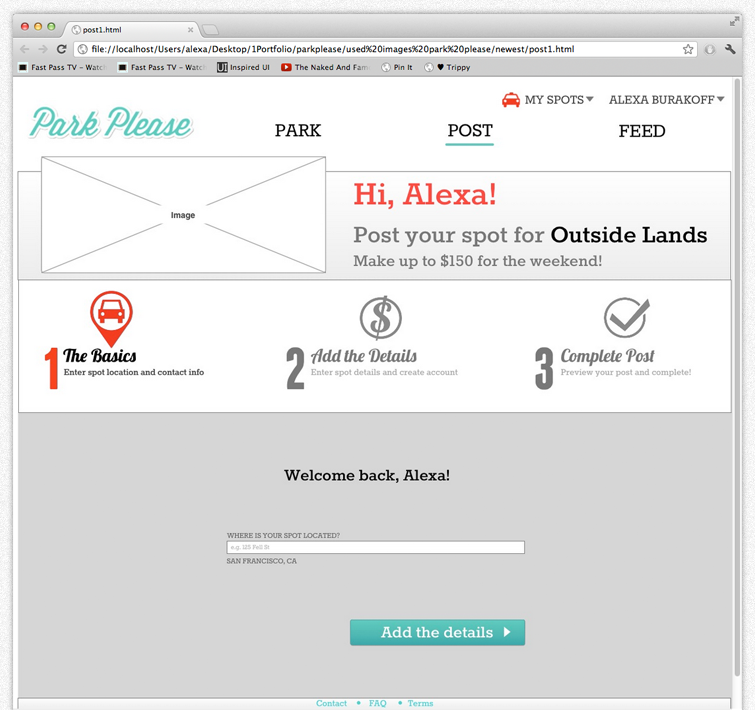 post1.html
file://localhost/Users/alexa/Desktop/1Portfolio/parkplease/used%20images%20park%20please/newest/post1.html
Fast Pass TV – Watch Fast Pass TV – Watch UI Inspired UI The Naked And Fam Pin It ♥ Trippy
MY SPOTS ALEXA BURAKOFF
Park Please PARK POST FEED
Image
Hi, Alexa!
Post your spot for Outside Lands
Make up to $150 for the weekend!
1 The Basics
Enter spot location and contact info
2 Add the Details
Enter spot details and create account
3 Complete Post
Preview your post and complete!
Welcome back, Alexa!
WHERE IS YOUR SPOT LOCATED?
e.g. 125 Fell St
SAN FRANCISCO, CA
Add the details
Contact • FAQ • Terms